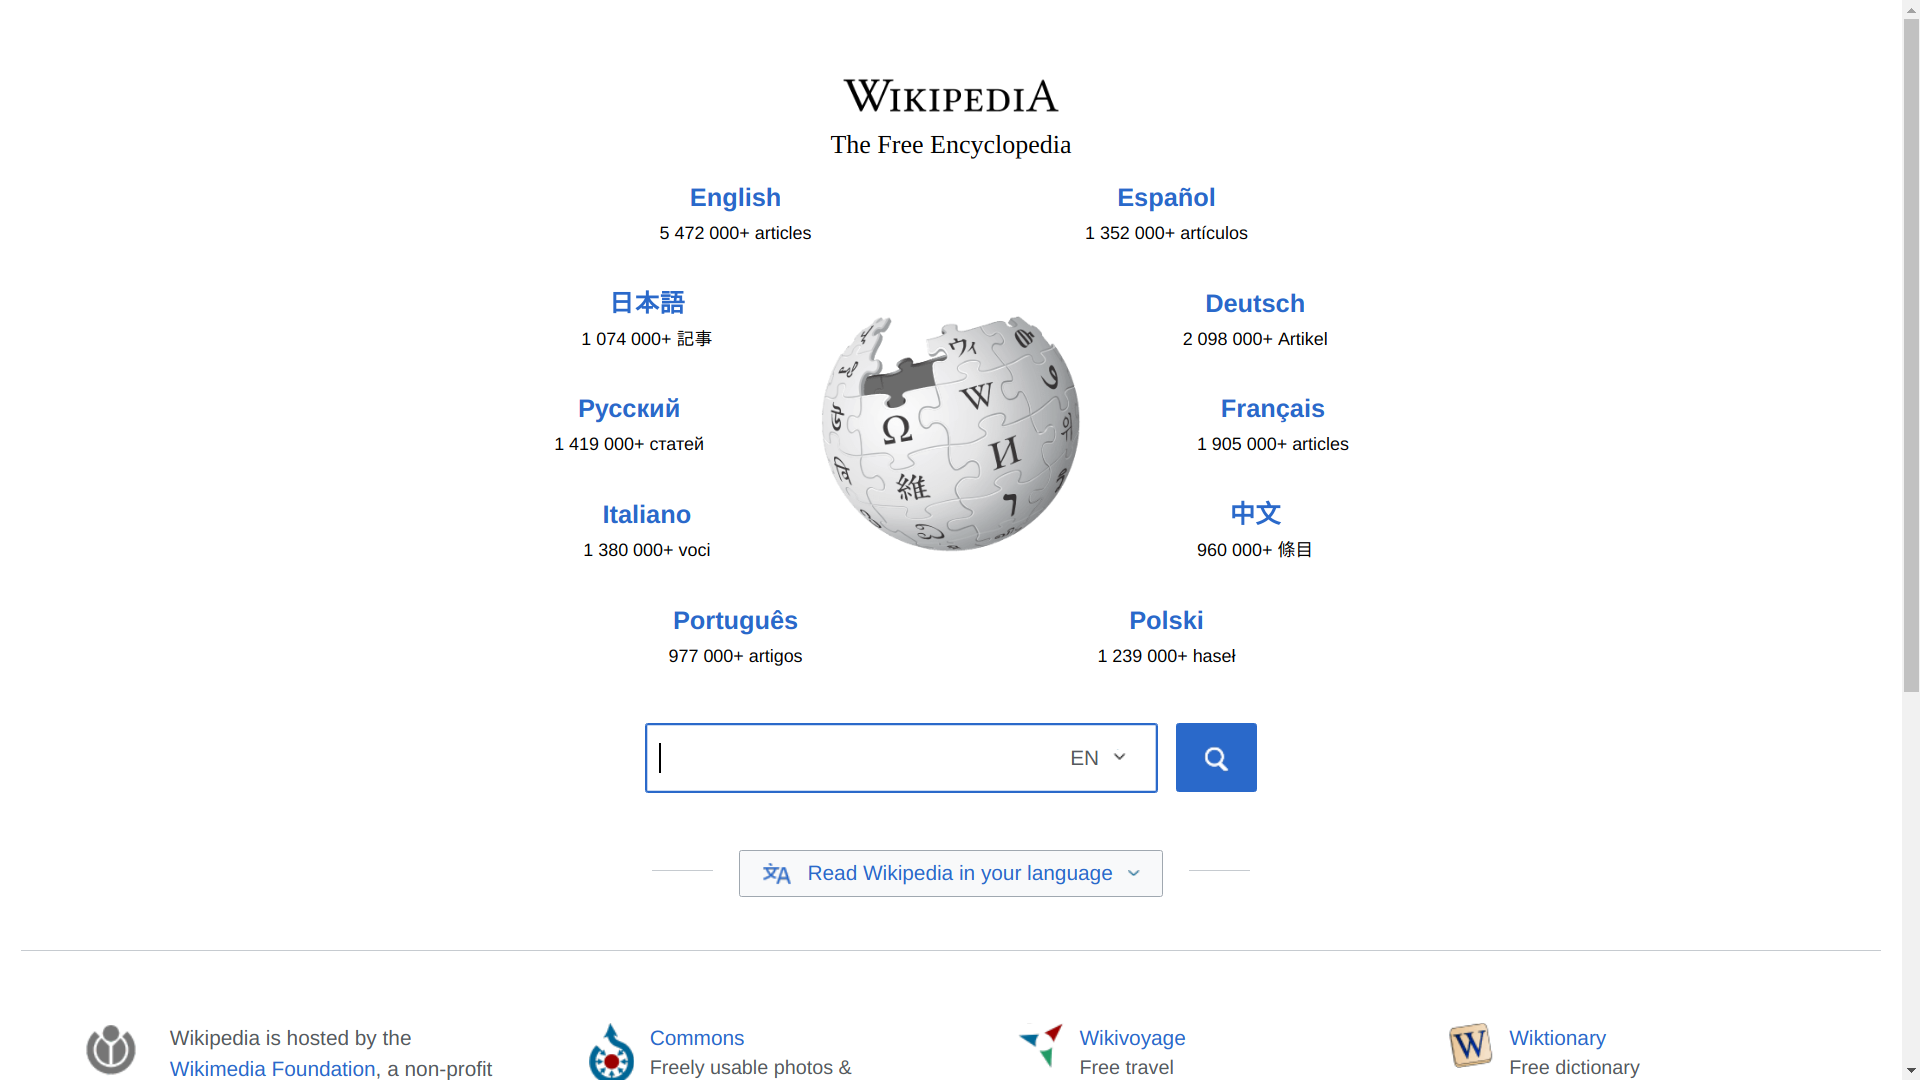 WIKIPEDIA
The Free Encyclopedia
English
5 472 000+ articles
Español
1 352 000+ artículos
日本語
1 074 000+ 記事
Deutsch
2 098 000+ Artikel
Русский
1 419 000+ статей
Français
1 905 000+ articles
Italiano
1 380 000+ voci
中文
960 000+ 條目
Português
977 000+ artigos
Polski
1 239 000+ haseł
Ω
W
И
維
ウィ
EN
Read Wikipedia in your language
Wikipedia is hosted by the
Wikimedia Foundation, a non-profit
Commons
Freely usable photos &
Wikivoyage
Free travel
W
Wiktionary
Free dictionary